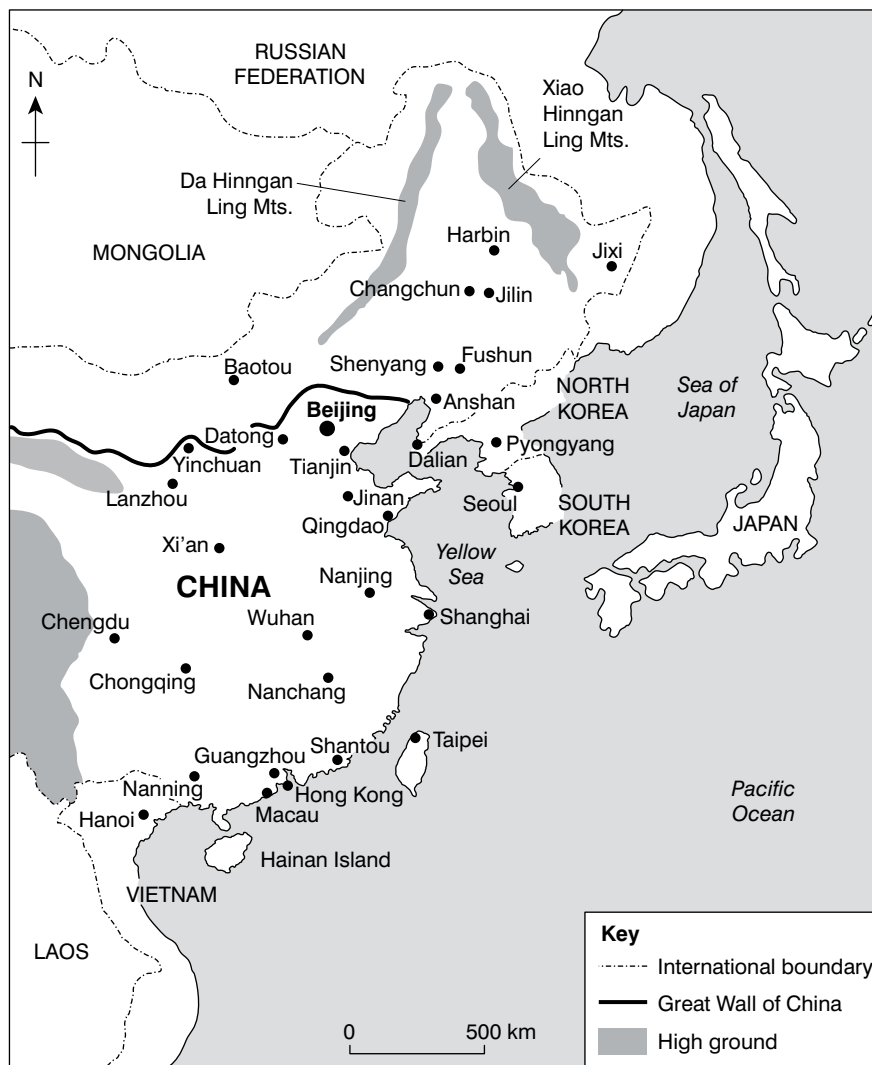 RUSSIAN
FEDERATION
N
Xiao
Hinngan
Ling Mts.
Da Hinngan
Ling Mts.
MONGOLIA
Harbin
Jixi
Changchun
Jilin
Baotou
Shenyang
Fushun
Anshan
NORTH
KOREA
Sea of
Japan
Beijing
Datong
Yinchuan
Tianjin
Dalian
Pyongyang
Lanzhou
Jinan
Qingdao
Seoul
SOUTH
KOREA
JAPAN
Xi'an
Yellow
Sea
CHINA
Nanjing
Chengdu
Wuhan
Shanghai
Chongqing
Nanchang
Guangzhou
Shantou
Taipei
Nanning
Hong Kong
Macau
Hanoi
Pacific
Ocean
Hainan Island
VIETNAM
LAOS
Key
International boundary
Great Wall of China
High ground
0 500 km